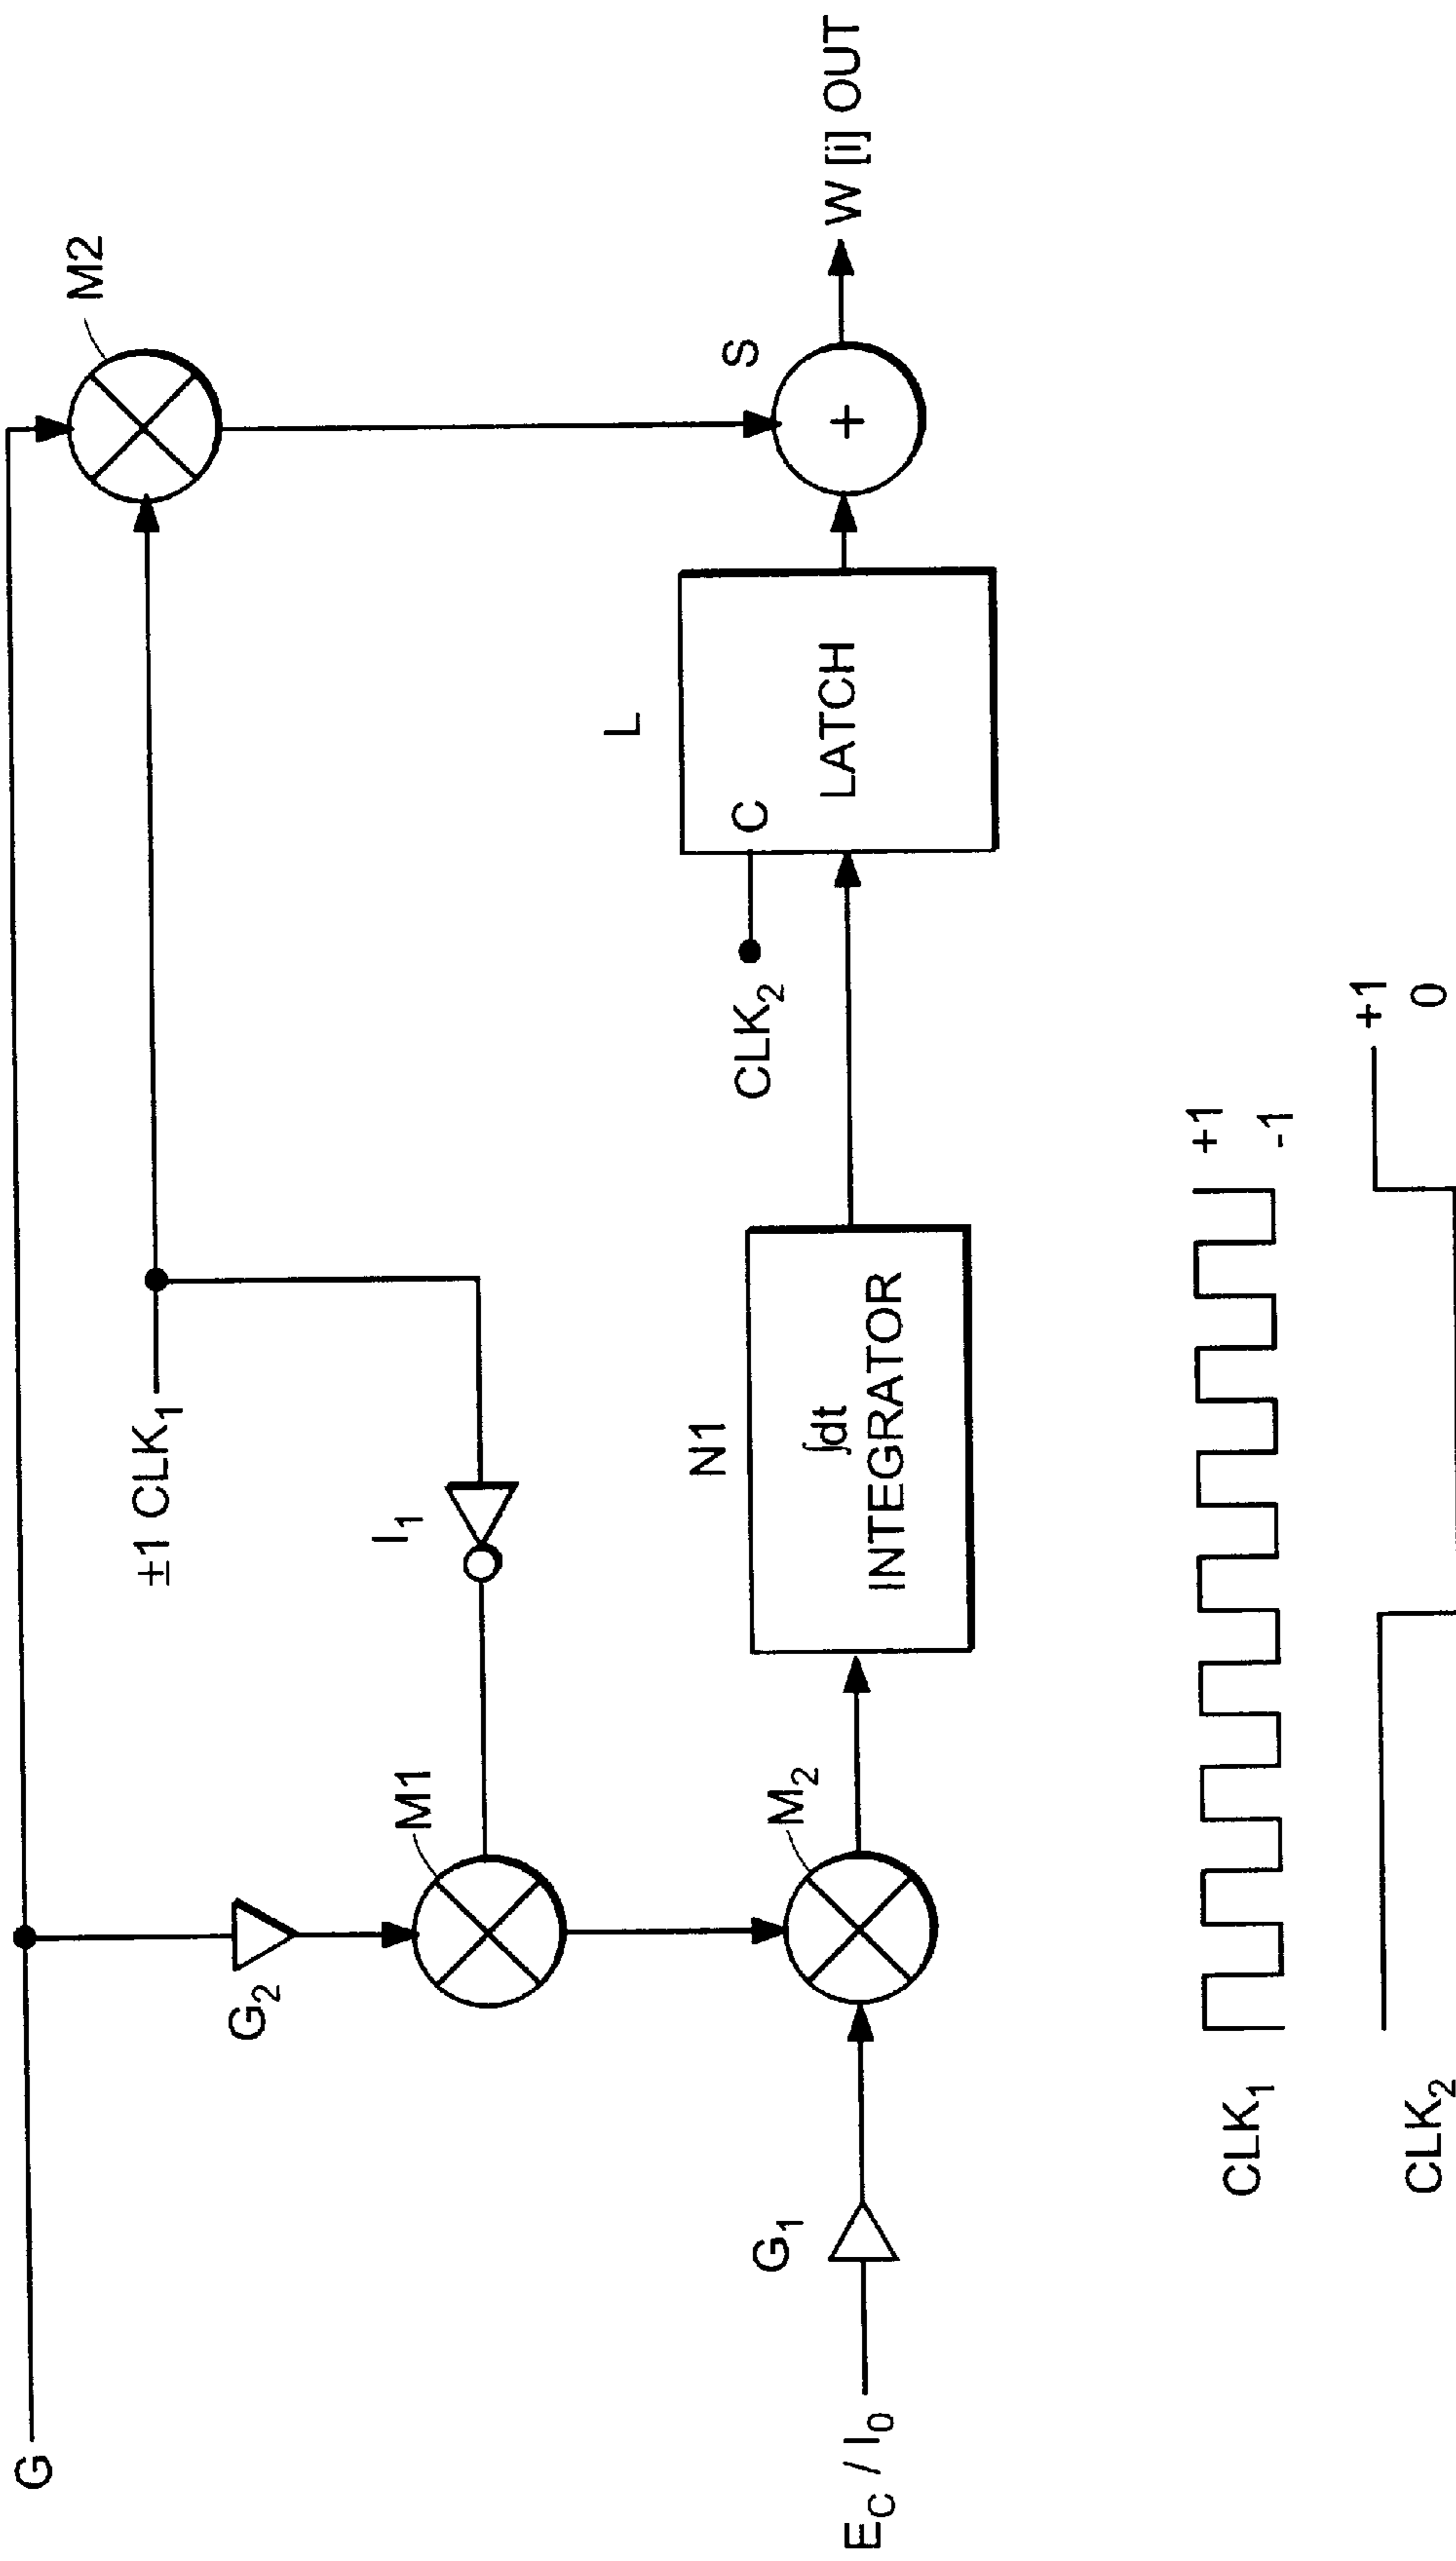 G
M2
±1 CLK₁
G₂
I₁
M1
S
W [i] OUT
L
C
LATCH
CLK₂
N1
∫dt
INTEGRATOR
M₂
G₁
E_C / I₀
CLK₁
+1
-1
CLK₂
+1
0